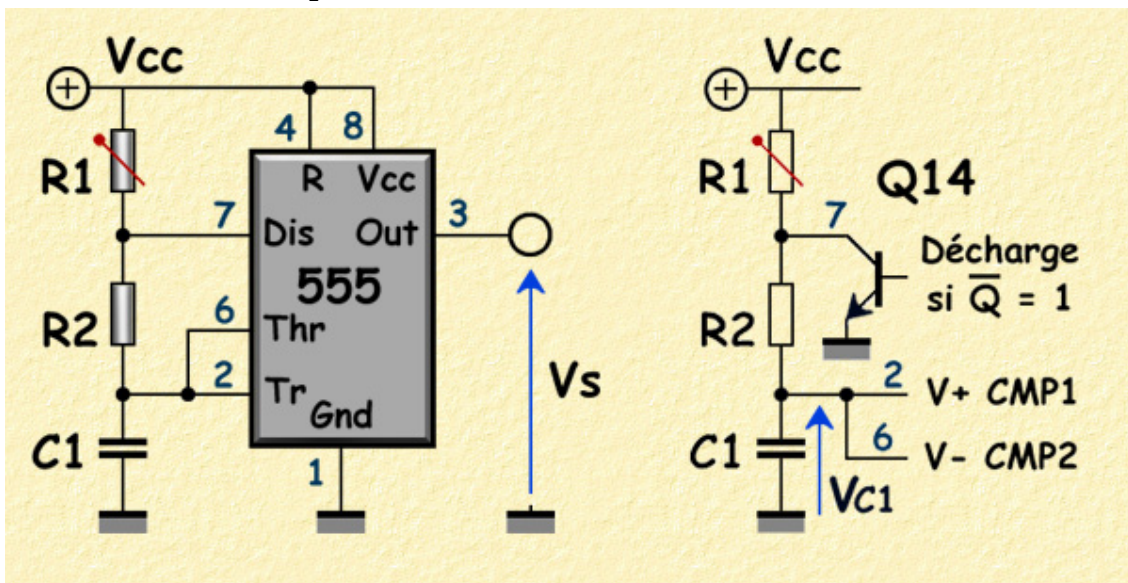 Vcc
4 8
R1
R Vcc
7
Dis Out
3
555
R2
6
Thr
2
Tr
Gnd
Vs
C1
1
Vcc
R1
Q14
7
Décharge
si Q̅ = 1
R2
2
V+ CMP1
6
V- CMP2
C1
VC1